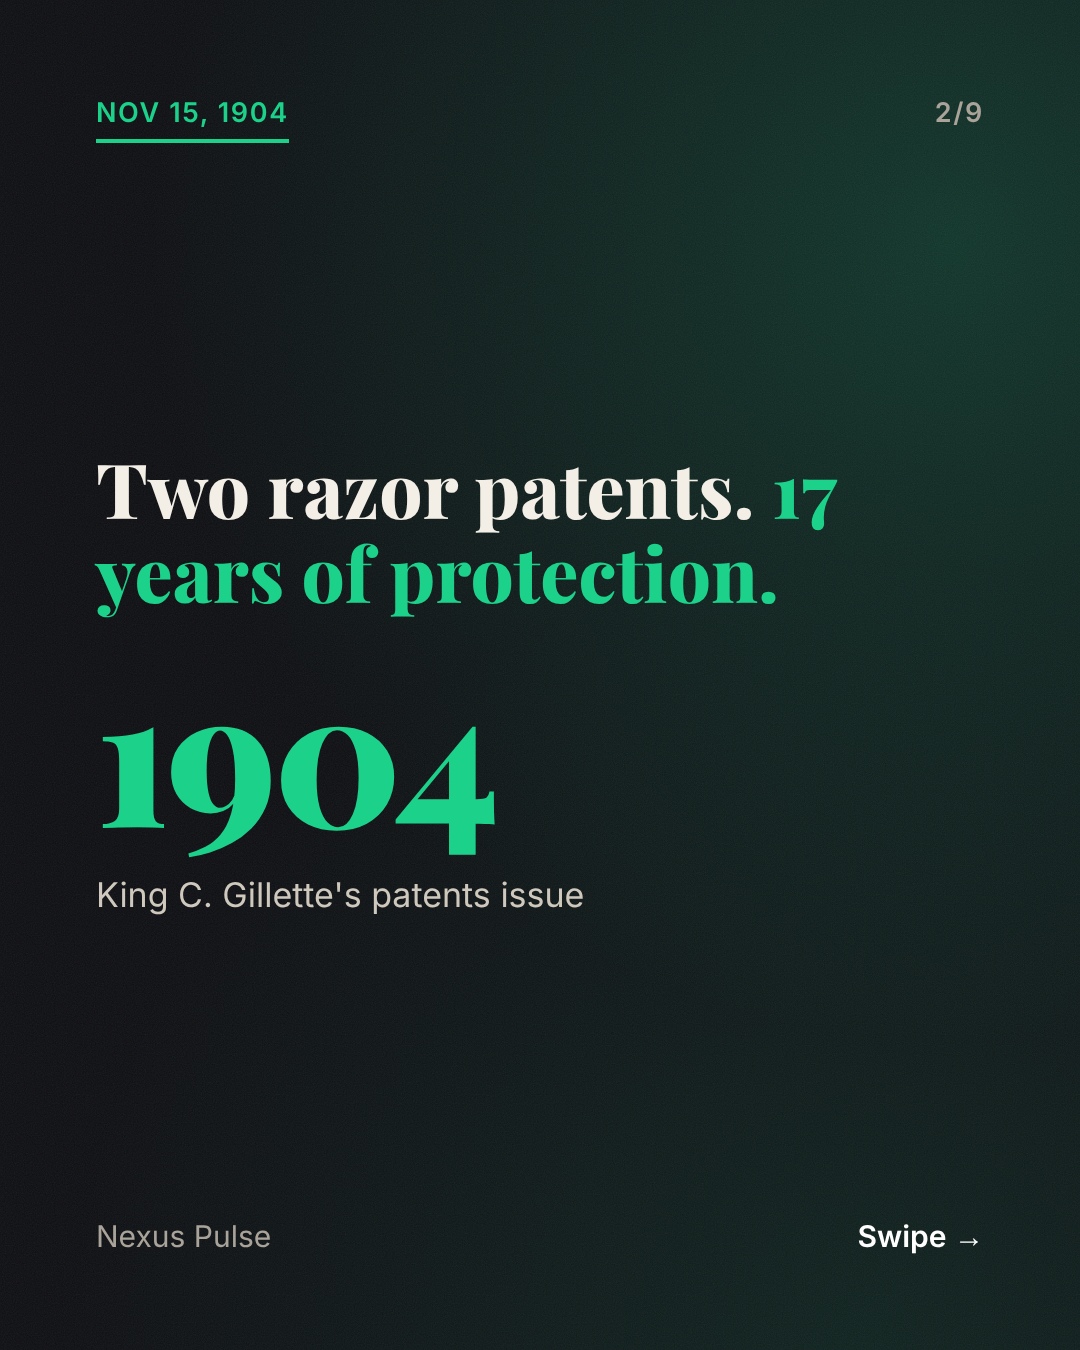 NOV 15, 1904
2/9
Two razor patents. 17
years of protection.
1904
King C. Gillette's patents issue
Nexus Pulse
Swipe →